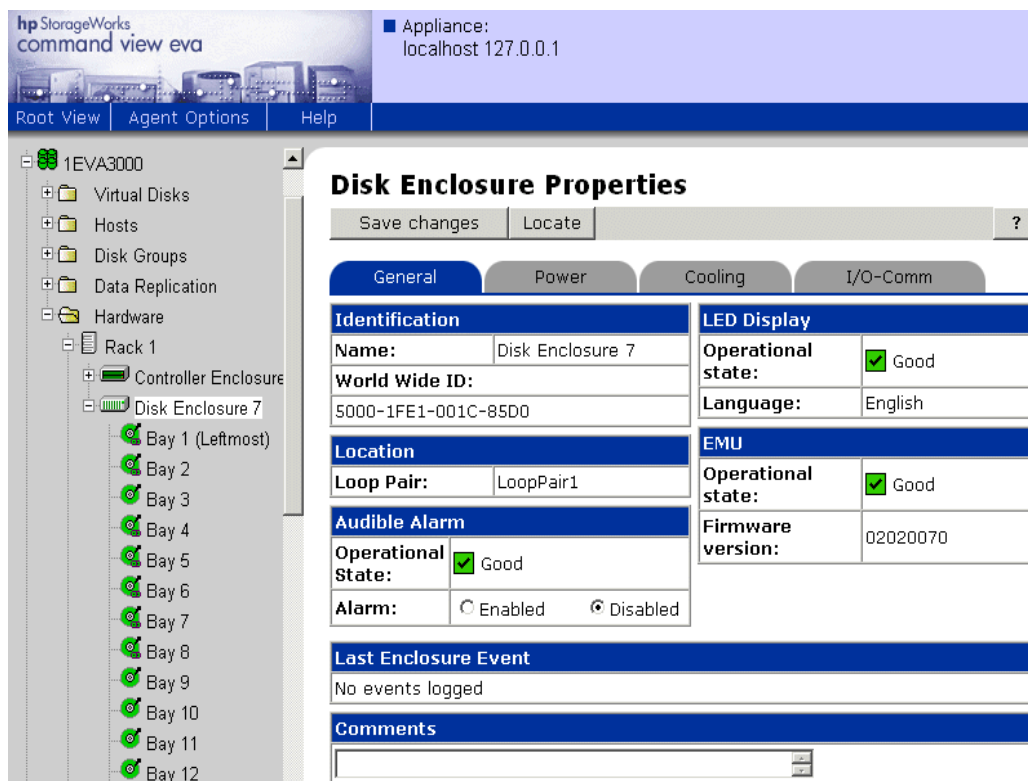 hp StorageWorks
command view eva
Appliance:
localhost 127.0.0.1
Root View
Agent Options
Help
1EVA3000
Virtual Disks
Hosts
Disk Groups
Data Replication
Hardware
Rack 1
Controller Enclosure
Disk Enclosure 7
Bay 1 (Leftmost)
Bay 2
Bay 3
Bay 4
Bay 5
Bay 6
Bay 7
Bay 8
Bay 9
Bay 10
Bay 11
Bay 12
Disk Enclosure Properties
Save changes
Locate
?
General
Power
Cooling
I/O-Comm
Identification
Name:
Disk Enclosure 7
World Wide ID:
5000-1FE1-001C-85D0
Location
Loop Pair:
LoopPair1
Audible Alarm
Operational
State:
Good
Alarm:
Enabled
Disabled
LED Display
Operational
state:
Good
Language:
English
EMU
Operational
state:
Good
Firmware
version:
02020070
Last Enclosure Event
No events logged
Comments